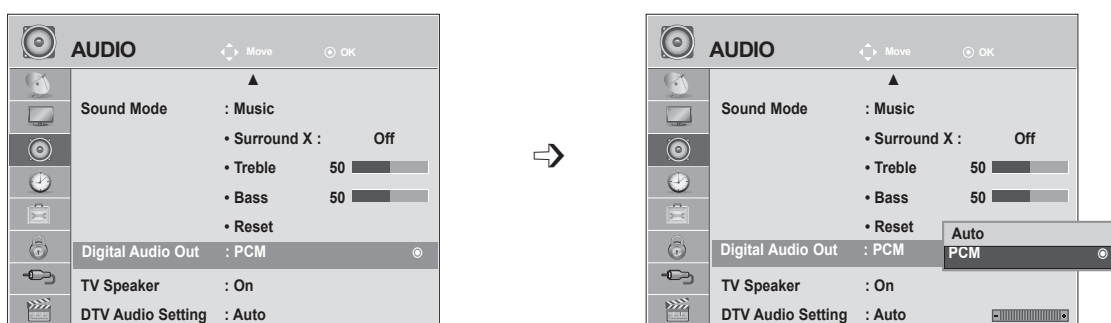 AUDIO Move OK
Sound Mode : Music
• Surround X : Off
• Treble 50
• Bass 50
• Reset
Digital Audio Out : PCM
TV Speaker : On
DTV Audio Setting : Auto
AUDIO Move OK
Sound Mode : Music
• Surround X : Off
• Treble 50
• Bass 50
• Reset
Auto
Digital Audio Out : PCM PCM
TV Speaker : On
DTV Audio Setting : Auto - +